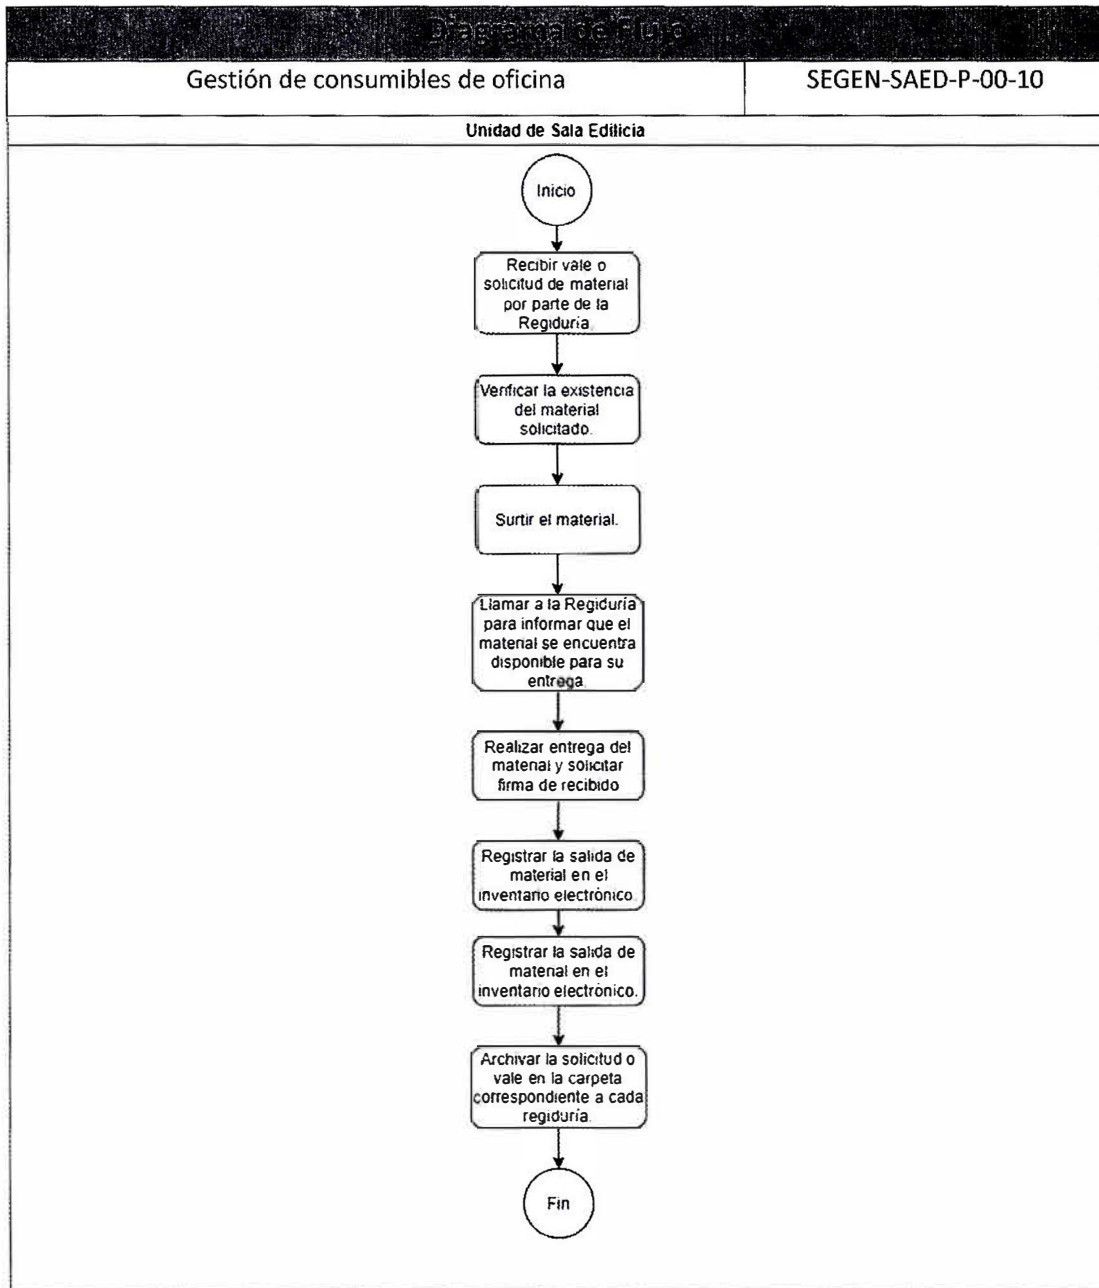 Diagrama de Flujo
Gestión de consumibles de oficina
SEGEN-SAED-P-00-10
Unidad de Sala Edilicia
Inicio
Recibir vale o
solicitud de material
por parte de la
Regiduría.
Verificar la existencia
del material
solicitado.
Surtir el material.
Llamar a la Regiduría
para informar que el
material se encuentra
disponible para su
entrega.
Realizar entrega del
material y solicitar
firma de recibido
Registrar la salida de
material en el
inventario electrónico.
Registrar la salida de
material en el
inventario electrónico.
Archivar la solicitud o
vale en la carpeta
correspondiente a cada
regiduría.
Fin